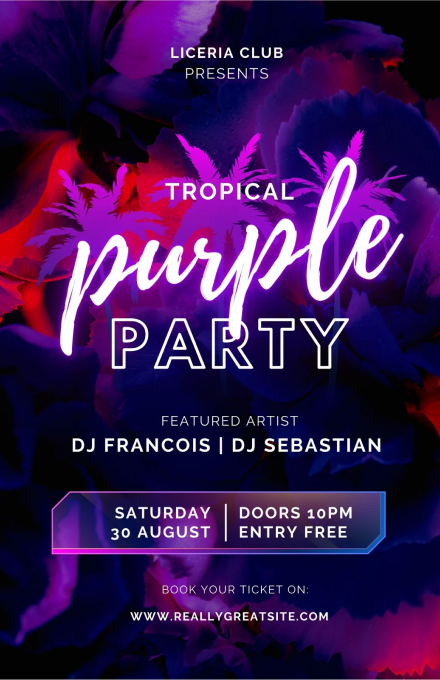 LICERIA CLUB
PRESENTS
TROPICAL
purple
PARTY
FEATURED ARTIST
DJ FRANCOIS | DJ SEBASTIAN
SATURDAY | DOORS 10PM
30 AUGUST | ENTRY FREE
BOOK YOUR TICKET ON:
WWW.REALLYGREATSITE.COM